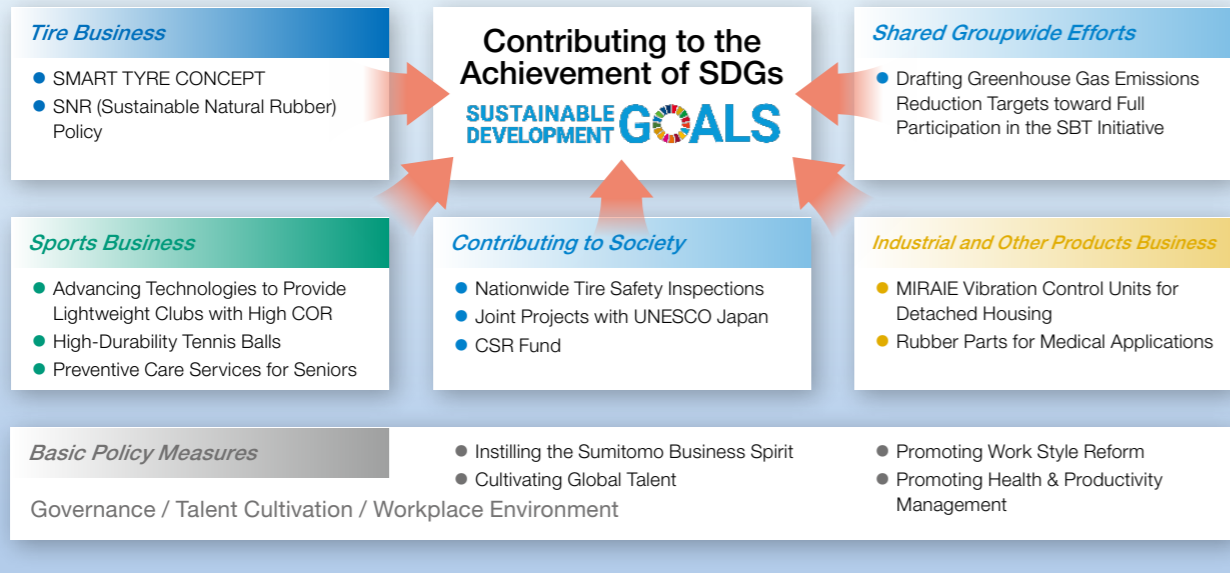 Tire Business
SMART TYRE CONCEPT
SNR (Sustainable Natural Rubber)
Policy
Contributing to the
Achievement of SDGs
SUSTAINABLE
DEVELOPMENT
GOALS
Shared Groupwide Efforts
Drafting Greenhouse Gas Emissions
Reduction Targets toward Full
Participation in the SBT Initiative
Sports Business
Advancing Technologies to Provide
Lightweight Clubs with High COR
High-Durability Tennis Balls
Preventive Care Services for Seniors
Contributing to Society
Nationwide Tire Safety Inspections
Joint Projects with UNESCO Japan
CSR Fund
Industrial and Other Products Business
MIRAIE Vibration Control Units for
Detached Housing
Rubber Parts for Medical Applications
Basic Policy Measures
Governance / Talent Cultivation / Workplace Environment
Instilling the Sumitomo Business Spirit
Cultivating Global Talent
Promoting Work Style Reform
Promoting Health & Productivity
Management